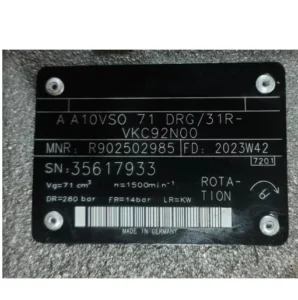 A A10VSO 71 DRG/31R-
VKC92N00
MNR: R902502985 FD: 2023W42
SN: 35617933 7201
Vg=71 cm³ n=1500min⁻¹ ROTA-
TION
DR=280 bar FR=14bar LR=KW
MADE IN GERMANY